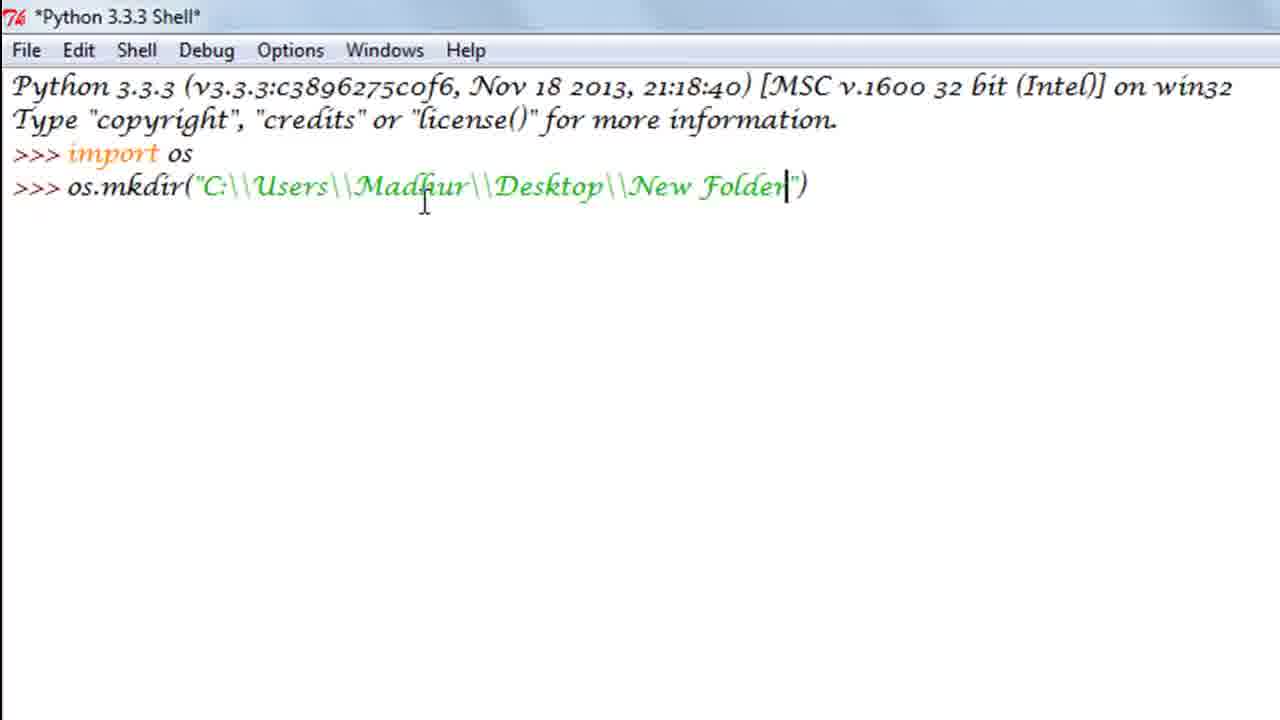 *Python 3.3.3 Shell*
File Edit Shell Debug Options Windows Help
Python 3.3.3 (v3.3.3:c3896275c0f6, Nov 18 2013, 21:18:40) [MSC v.1600 32 bit (Intel)] on win32
Type "copyright", "credits" or "license()" for more information.
>>> import os
>>> os.mkdir("C:\\Users\\Madhur\\Desktop\\New Folder")